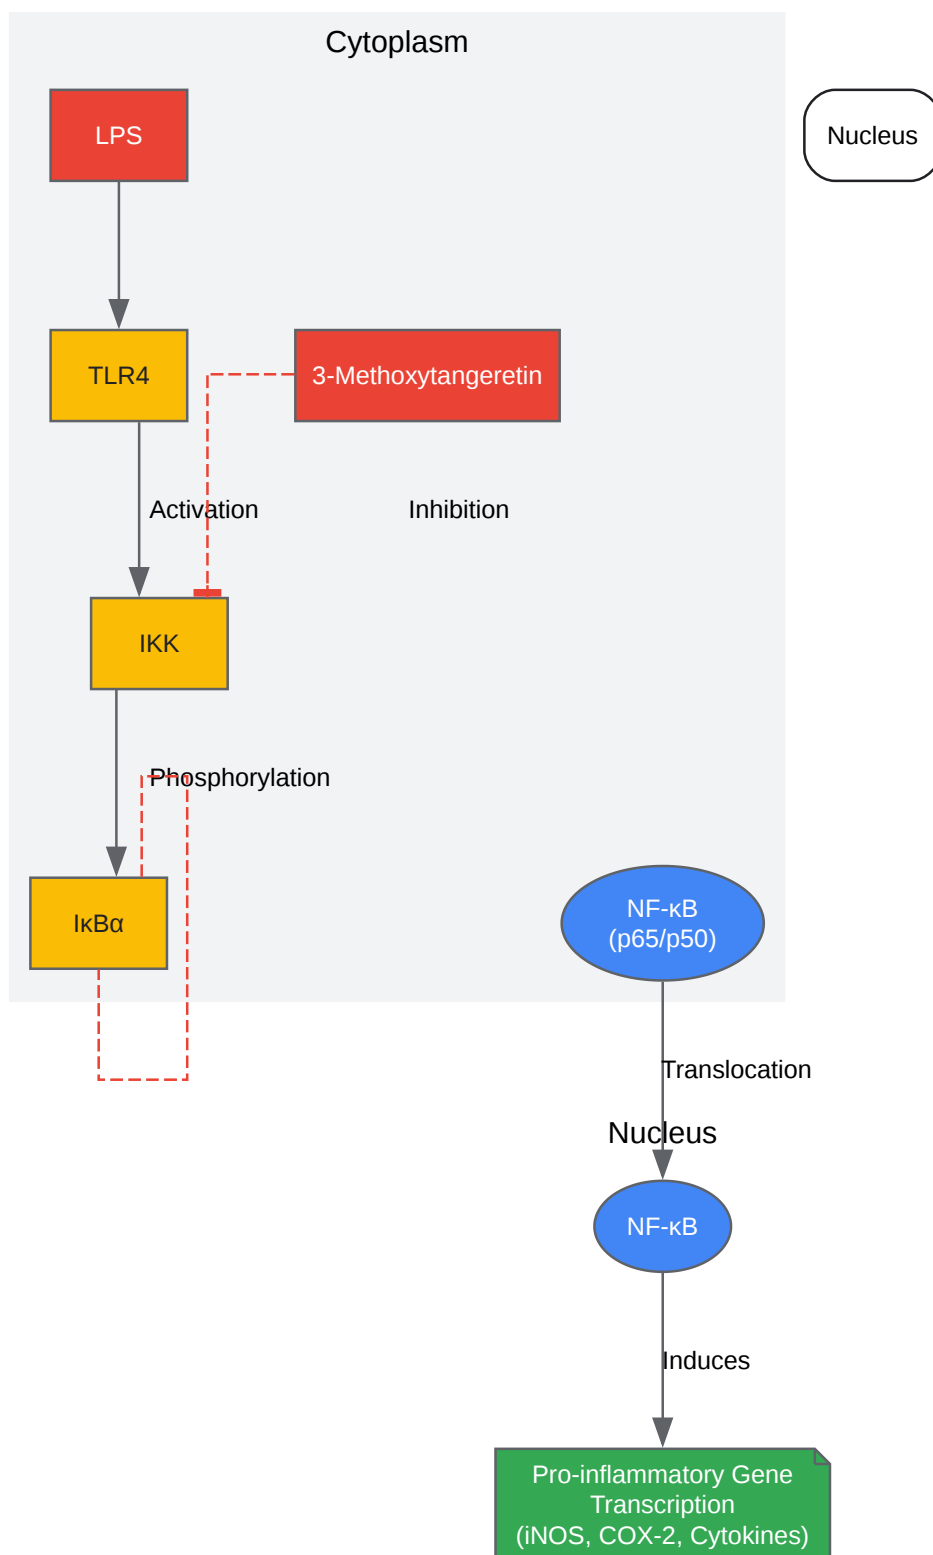 Cytoplasm
LPS
Nucleus
TLR4
3-Methoxytangeretin
Activation
Inhibition
IKK
Phosphorylation
IκBα
NF-κB
(p65/p50)
Translocation
Nucleus
NF-κB
Induces
Pro-inflammatory Gene
Transcription
(iNOS, COX-2, Cytokines)